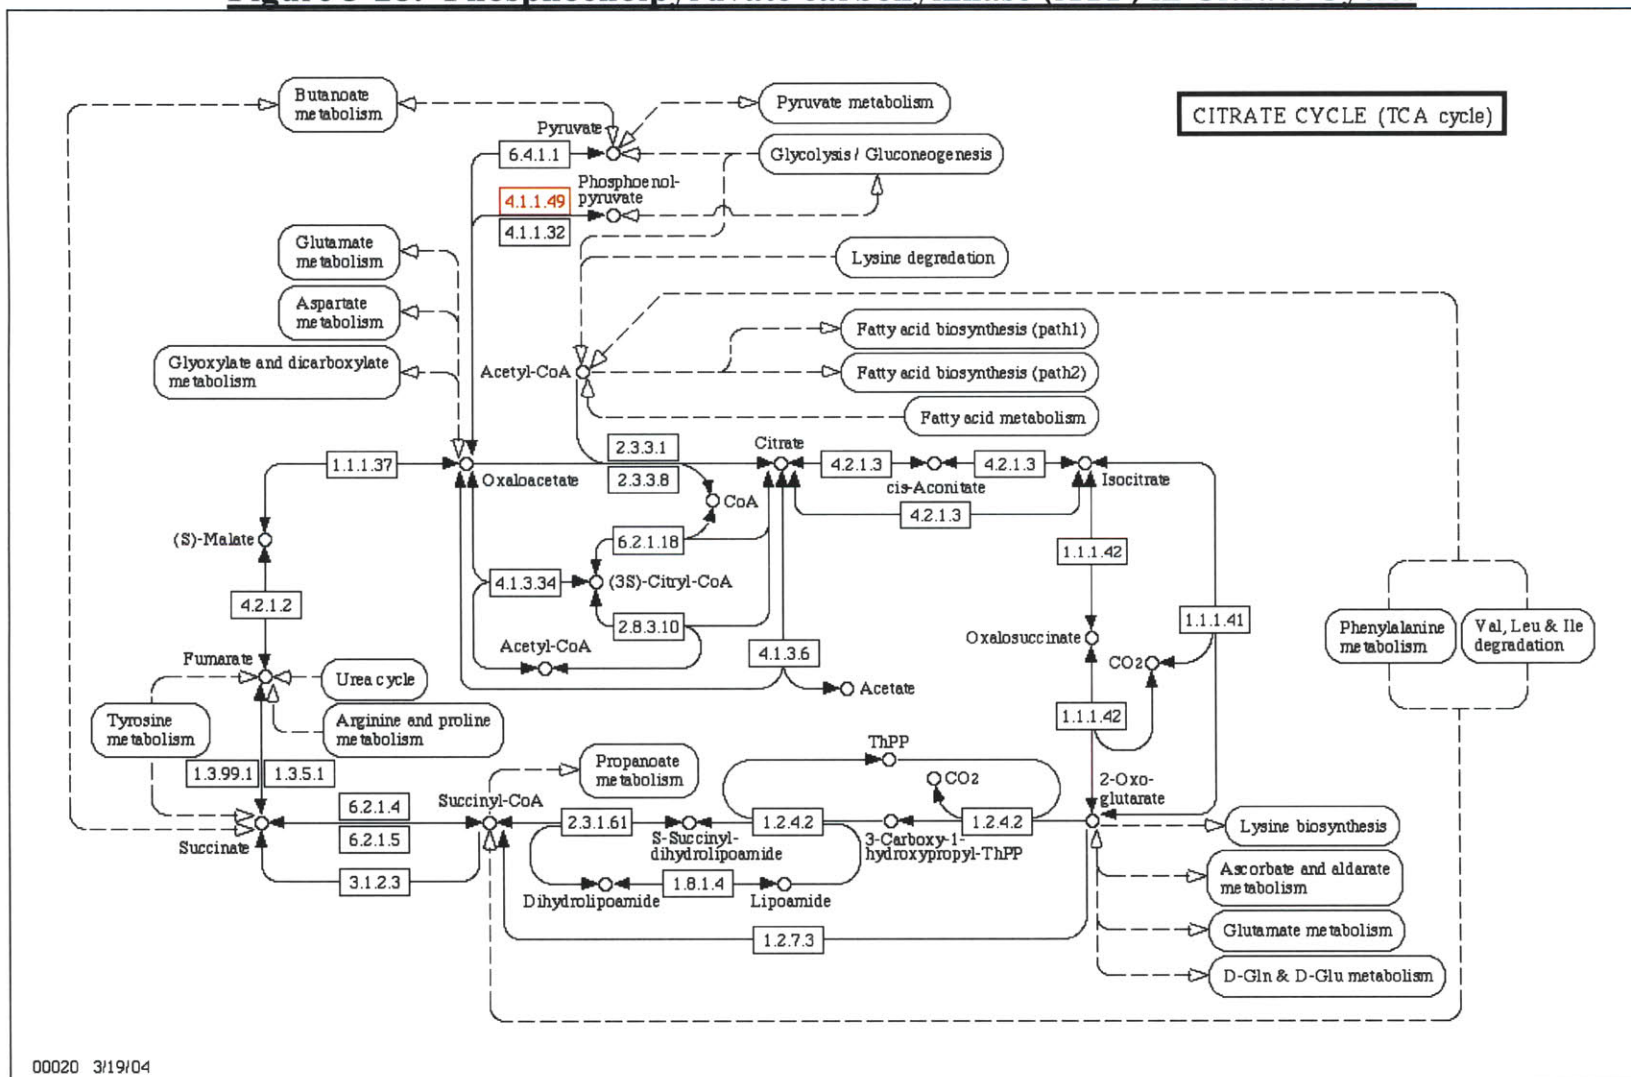 CITRATE CYCLE (TCA cycle)
Butanoate
metabolism
Pyruvate metabolism
Pyruvate
6.4.1.1
Glycolysis / Gluconeogenesis
Phosphoenol-
pyruvate
4.1.1.49
4.1.1.32
Glutamate
metabolism
Lysine degradation
Aspartate
metabolism
Fatty acid biosynthesis (path1)
Glyoxylate and dicarboxylate
metabolism
Acetyl-CoA
Fatty acid biosynthesis (path2)
Fatty acid metabolism
1.1.1.37
Oxaloacetate
2.3.3.1
2.3.3.8
Citrate
4.2.1.3
cis-Aconitate
4.2.1.3
Isocitrate
4.2.1.3
CoA
(S)-Malate
6.2.1.18
1.1.1.42
4.1.3.34
(3S)-Citryl-CoA
4.2.1.2
2.8.3.10
1.1.1.41
Phenylalanine
metabolism
Val, Leu & Ile
degradation
Oxalosuccinate
Acetyl-CoA
4.1.3.6
CO2
Fumarate
Urea cycle
Acetate
Tyrosine
metabolism
Arginine and proline
metabolism
1.1.1.42
1.3.99.1
1.3.5.1
Propanoate
metabolism
ThPP
CO2
2-Oxo-
glutarate
6.2.1.4
6.2.1.5
Succinyl-CoA
2.3.1.61
1.2.4.2
1.2.4.2
Lysine biosynthesis
Succinate
S-Succinyl-
dihydrolipoamide
3-Carboxy-1-
hydroxypropyl-ThPP
3.1.2.3
Dihydrolipoamide
1.8.1.4
Lipoamide
Ascorbate and aldarate
metabolism
1.2.7.3
Glutamate metabolism
D-Gln & D-Glu metabolism
00020 3/19/04